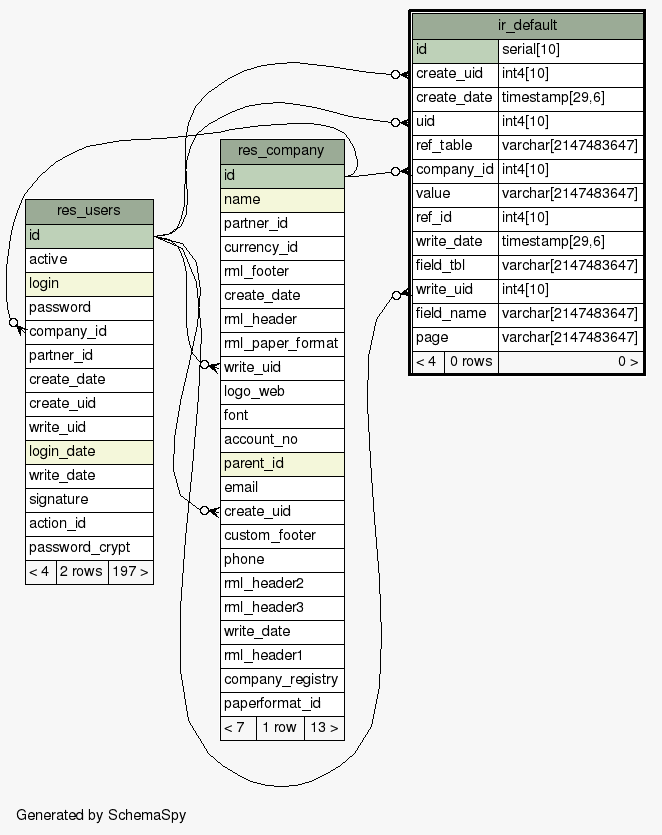 ir_default
id serial[10]
create_uid int4[10]
create_date timestamp[29,6]
uid int4[10]
ref_table varchar[2147483647]
company_id int4[10]
value varchar[2147483647]
ref_id int4[10]
write_date timestamp[29,6]
field_tbl varchar[2147483647]
write_uid int4[10]
field_name varchar[2147483647]
page varchar[2147483647]
< 4 0 rows 0 >
res_company
id
name
partner_id
currency_id
rml_footer
create_date
rml_header
rml_paper_format
write_uid
logo_web
font
account_no
parent_id
email
create_uid
custom_footer
phone
rml_header2
rml_header3
write_date
rml_header1
company_registry
paperformat_id
< 7 1 row 13 >
res_users
id
active
login
password
company_id
partner_id
create_date
create_uid
write_uid
login_date
write_date
signature
action_id
password_crypt
< 4 2 rows 197 >
Generated by SchemaSpy